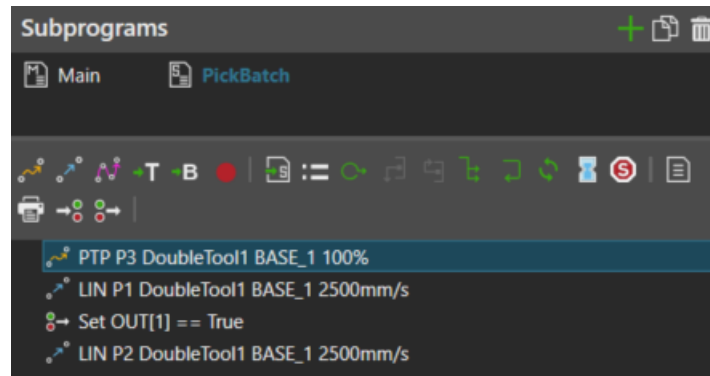 Subprograms
Main PickBatch
T B
PTP P3 DoubleTool1 BASE_1 100%
LIN P1 DoubleTool1 BASE_1 2500mm/s
Set OUT[1] == True
LIN P2 DoubleTool1 BASE_1 2500mm/s